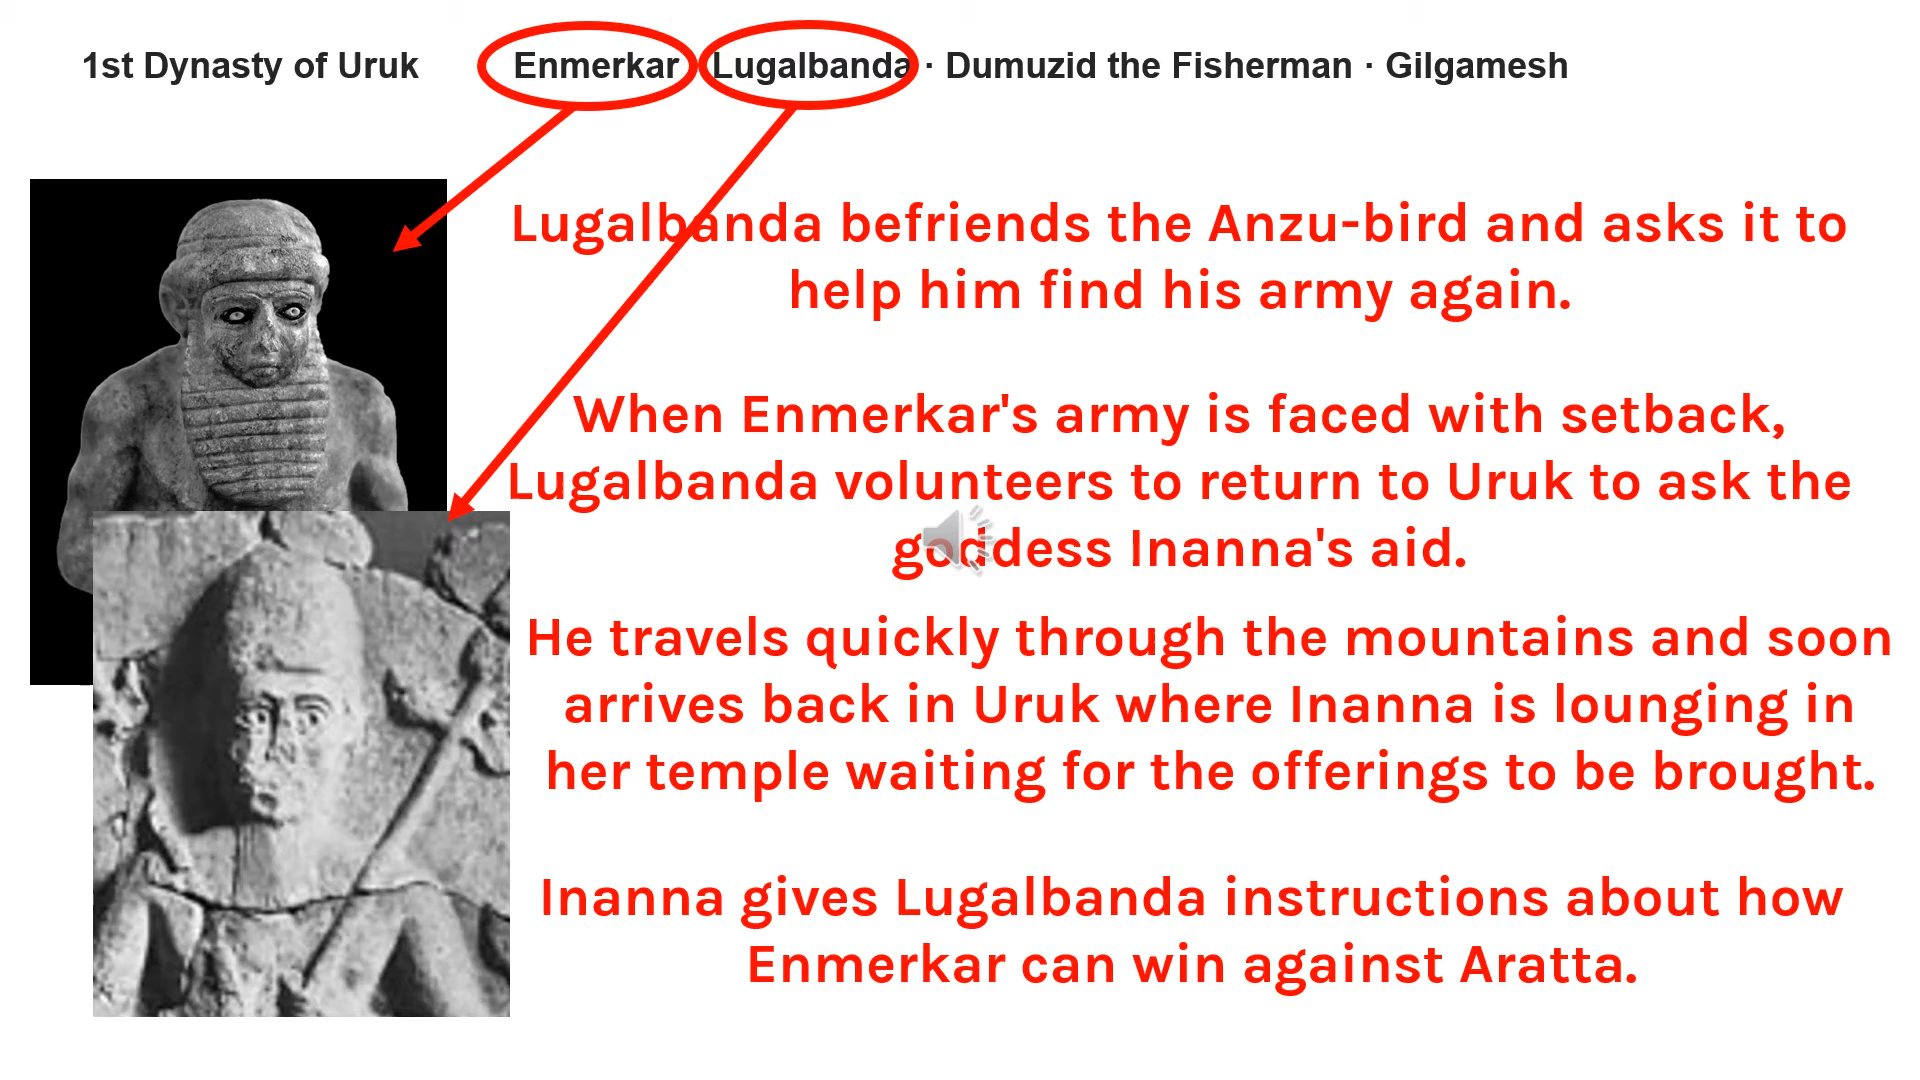 1st Dynasty of Uruk Enmerkar Lugalbanda · Dumuzid the Fisherman · Gilgamesh
Lugalbanda befriends the Anzu-bird and asks it to
help him find his army again.
When Enmerkar's army is faced with setback,
Lugalbanda volunteers to return to Uruk to ask the
goddess Inanna's aid.
He travels quickly through the mountains and soon
arrives back in Uruk where Inanna is lounging in
her temple waiting for the offerings to be brought.
Inanna gives Lugalbanda instructions about how
Enmerkar can win against Aratta.